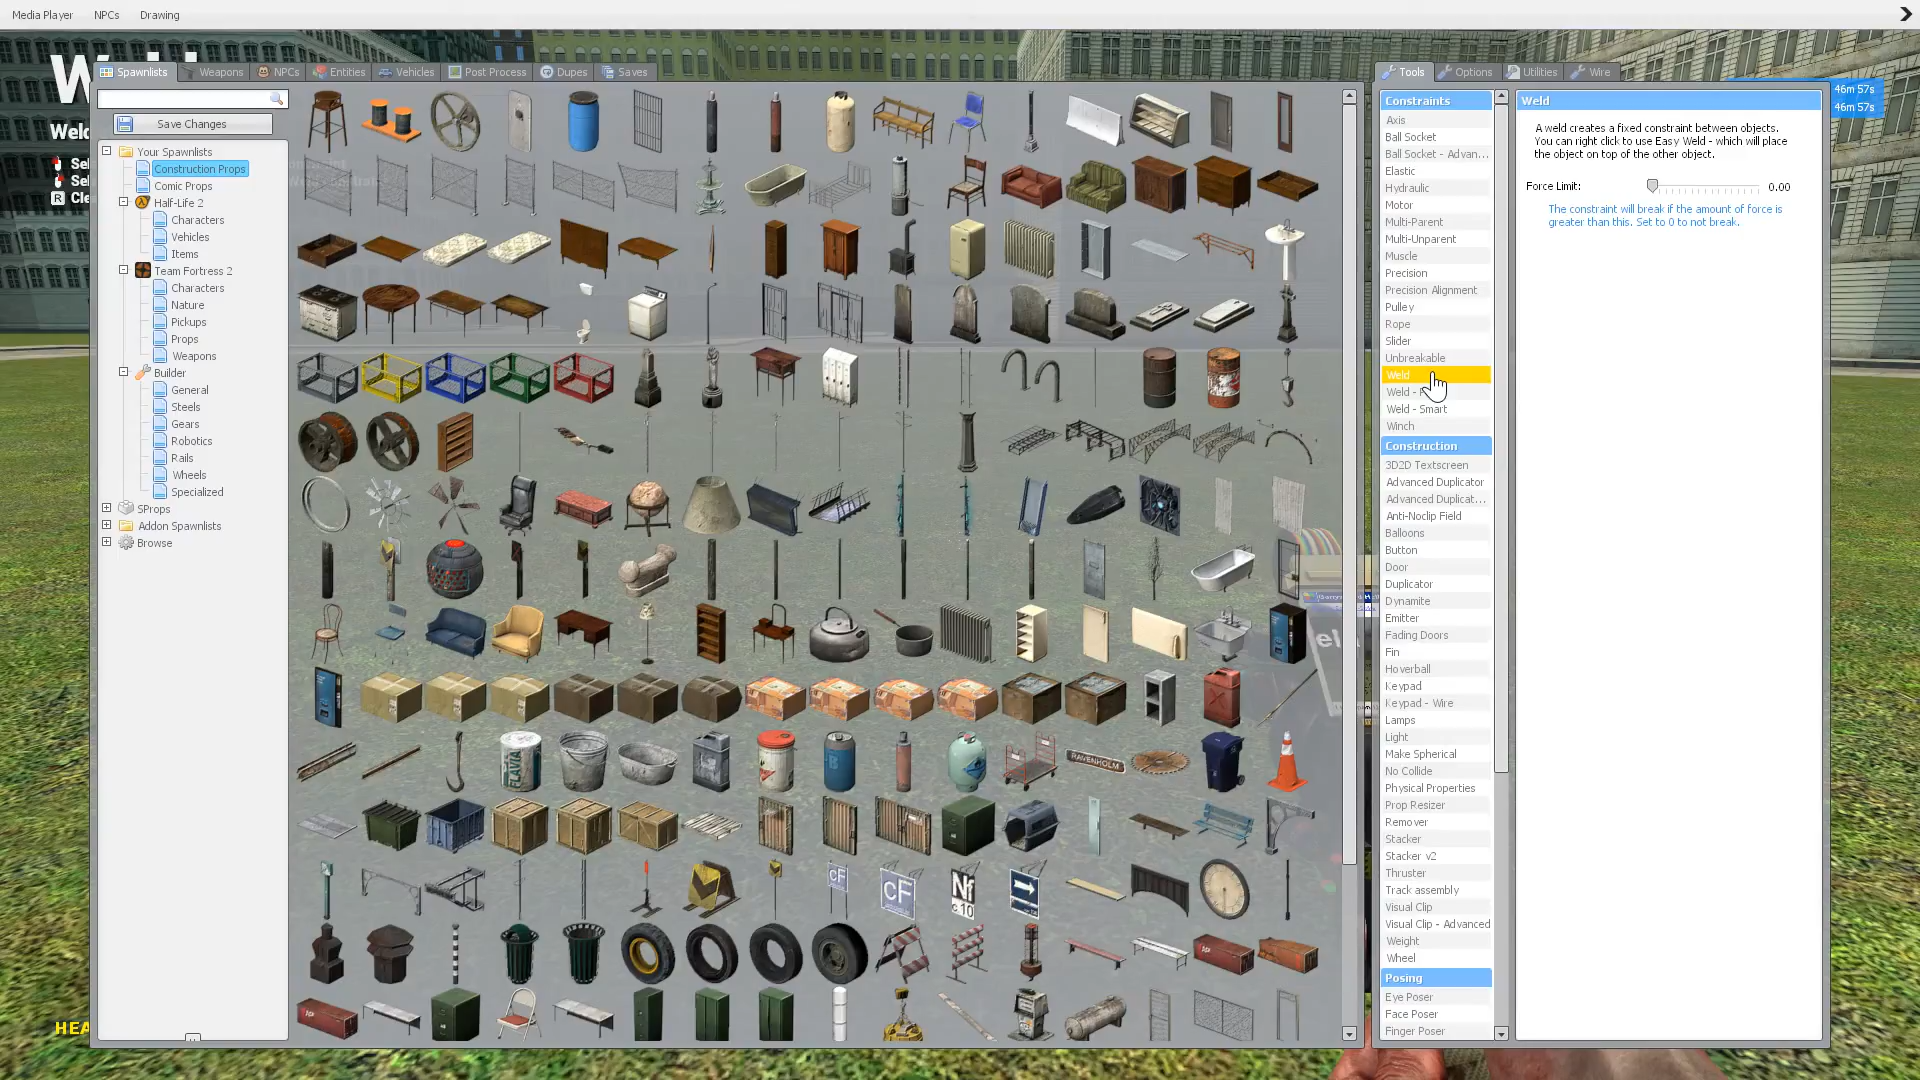 Media Player NPCs Drawing
Spawnlists Weapons NPCs Entities Vehicles Post Process Dupes Saves
Save Changes
Your Spawnlists
Construction Props
Comic Props
Half-Life 2
Characters
Vehicles
Items
Team Fortress 2
Characters
Nature
Pickups
Props
Weapons
Builder
General
Steels
Gears
Robotics
Rails
Wheels
Specialized
SProps
Addon Spawnlists
Browse
RAVENHOLM
cF
cF
Nf
c 10
Tools Options Utilities Wire
Constraints
Axis
Ball Socket
Ball Socket - Advan...
Elastic
Hydraulic
Motor
Multi-Parent
Multi-Unparent
Muscle
Precision
Precision Alignment
Pulley
Rope
Slider
Unbreakable
Weld
Weld -
Weld - Smart
Winch
Construction
3D2D Textscreen
Advanced Duplicator
Advanced Duplicat...
Anti-Noclip Field
Balloons
Button
Door
Duplicator
Dynamite
Emitter
Fading Doors
Fin
Hoverball
Keypad
Keypad - Wire
Lamps
Light
Make Spherical
No Collide
Physical Properties
Prop Resizer
Remover
Stacker
Stacker v2
Thruster
Track assembly
Visual Clip
Visual Clip - Advanced
Weight
Wheel
Posing
Eye Poser
Face Poser
Finger Poser
Weld
A weld creates a fixed constraint between objects.
You can right click to use Easy Weld - which will place
the object on top of the other object.
Force Limit: 0.00
The constraint will break if the amount of force is
greater than this. Set to 0 to not break.
46m 57s
46m 57s
R
HEA